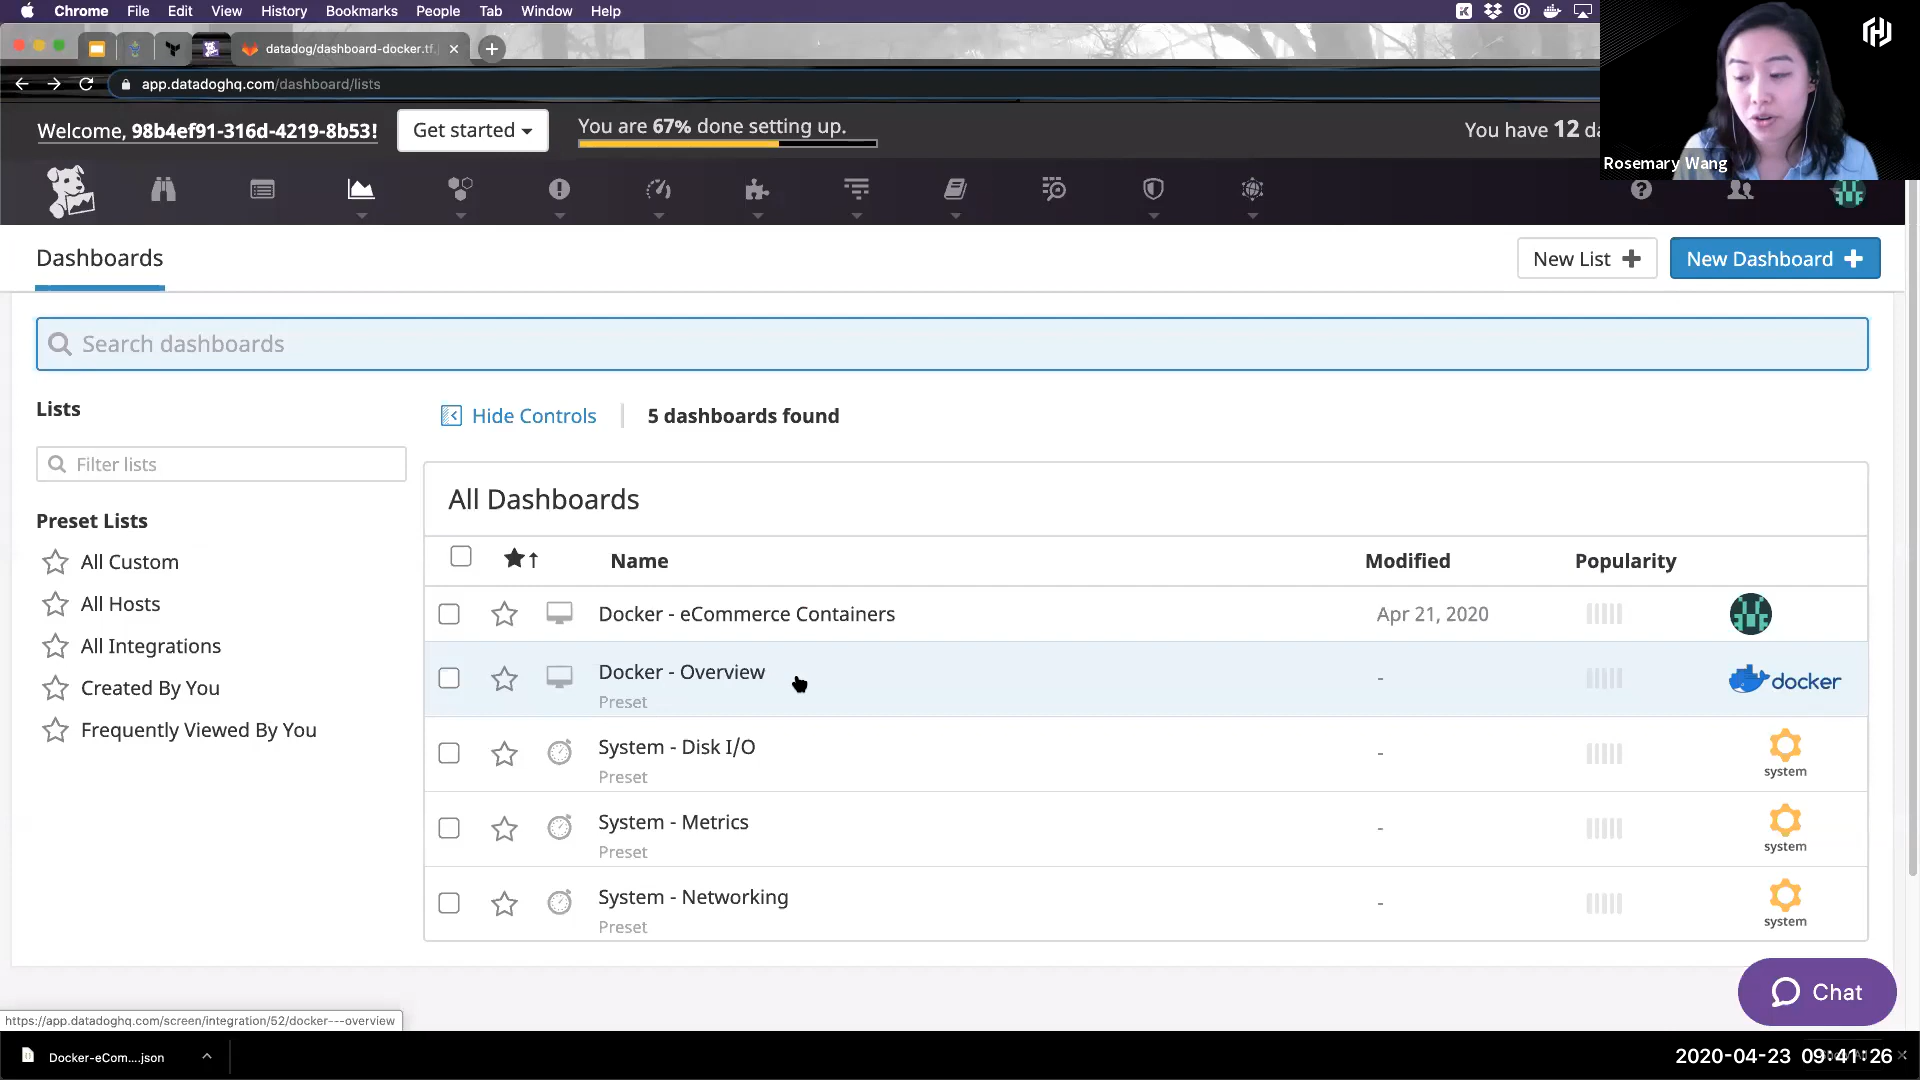 Chrome File Edit View History Bookmarks People Tab Window Help
datadog/dashboard-docker.tf.
app.datadoghq.com/dashboard/lists
Welcome, 98b4ef91-316d-4219-8b53!
Get started
You are 67% done setting up.
You have 12 da
Rosemary Wang
Dashboards
New List +
New Dashboard +
Search dashboards
Lists
Hide Controls
5 dashboards found
Filter lists
All Dashboards
Preset Lists
Name Modified Popularity
All Custom
All Hosts
All Integrations
Created By You
Frequently Viewed By You
Docker - eCommerce Containers Apr 21, 2020
Docker - Overview
Preset
-
docker
System - Disk I/O
Preset
-
system
System - Metrics
Preset
-
system
System - Networking
Preset
-
system
Chat
https://app.datadoghq.com/screen/integration/52/docker---overview
Docker-eCom....json
2020-04-23 09:41:26